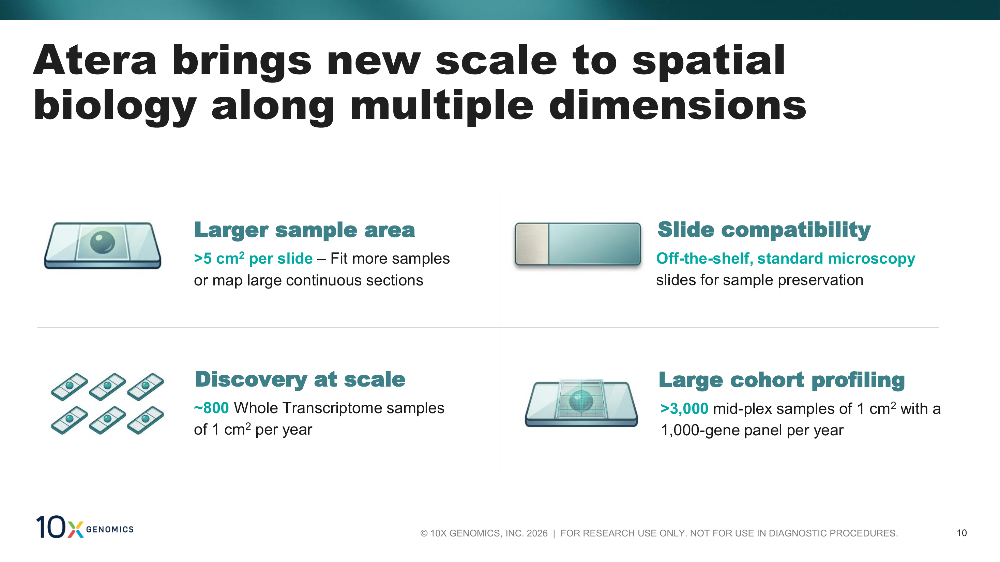 Atera brings new scale to spatial
biology along multiple dimensions
Larger sample area
>5 cm² per slide – Fit more samples
or map large continuous sections
Slide compatibility
Off-the-shelf, standard microscopy
slides for sample preservation
Discovery at scale
~800 Whole Transcriptome samples
of 1 cm² per year
Large cohort profiling
>3,000 mid-plex samples of 1 cm² with a
1,000-gene panel per year
10X GENOMICS
© 10X GENOMICS, INC. 2026 | FOR RESEARCH USE ONLY. NOT FOR USE IN DIAGNOSTIC PROCEDURES.
10